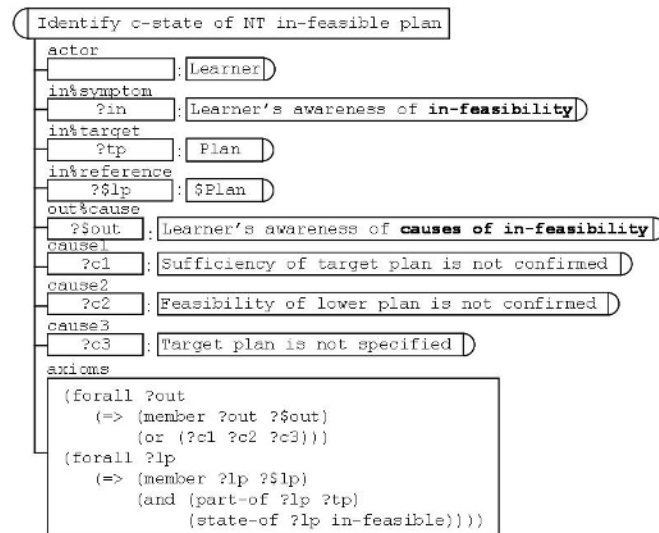 Identify c-state of NT in-feasible plan
actor
: Learner
in%symptom
?in : Learner's awareness of in-feasibility
in%target
?tp : Plan
in%reference
?$lp : $Plan
out%cause
?$out : Learner's awareness of causes of in-feasibility
cause1
?c1 : Sufficiency of target plan is not confirmed
cause2
?c2 : Feasibility of lower plan is not confirmed
cause3
?c3 : Target plan is not specified
axioms
(forall ?out
(=> (member ?out ?$out)
(or (?c1 ?c2 ?c3)))
(forall ?lp
(=> (member ?lp ?$lp)
(and (part-of ?lp ?tp)
(state-of ?lp in-feasible))))